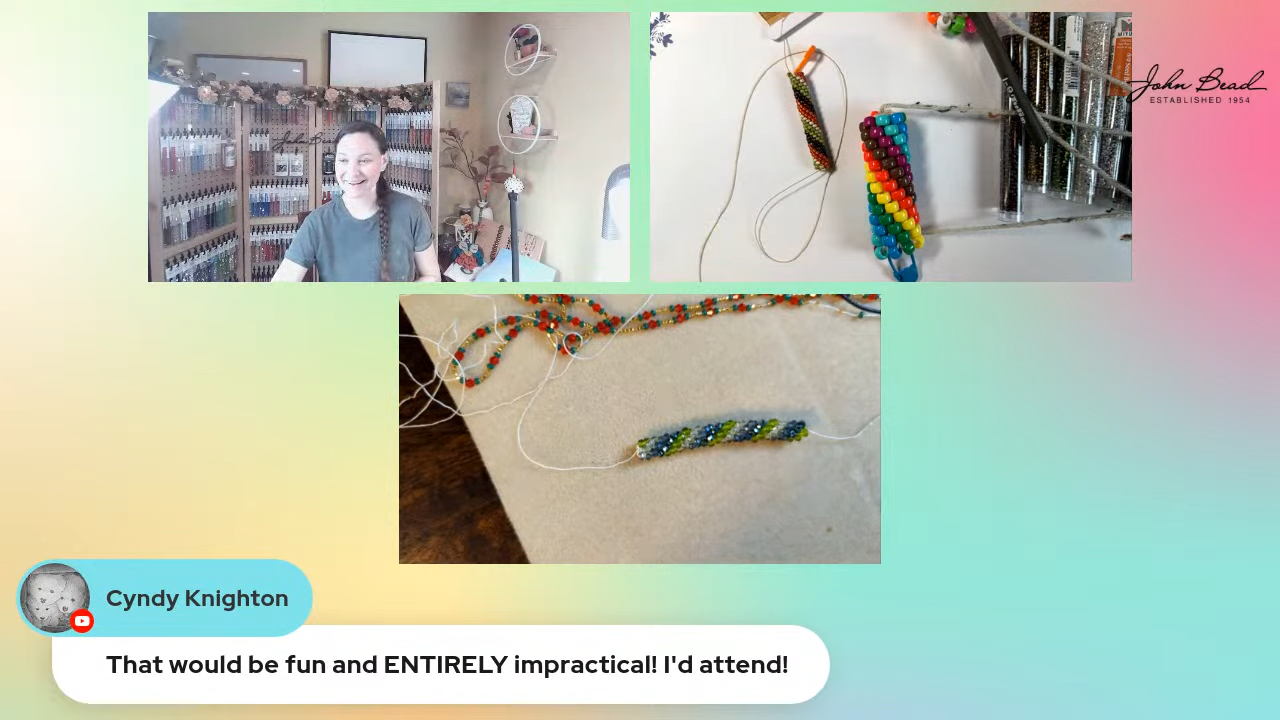 John Bead
ESTABLISHED 1954
Cyndy Knighton
That would be fun and ENTIRELY impractical! I'd attend!